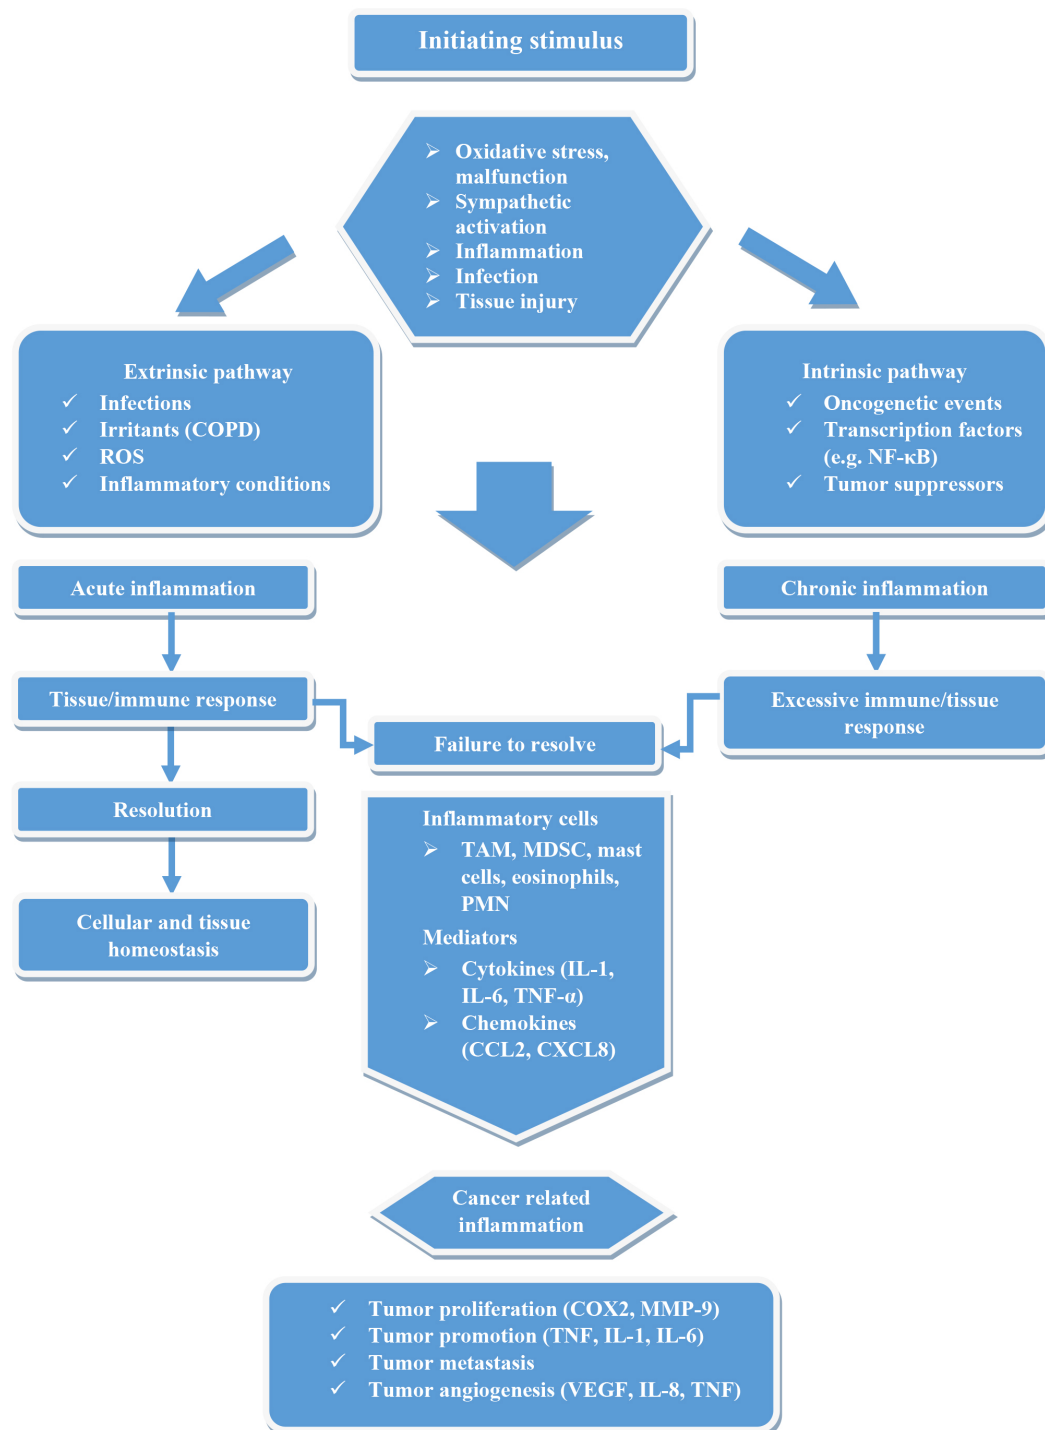 Initiating stimulus
Oxidative stress,
malfunction
Sympathetic
activation
Inflammation
Infection
Tissue injury
Extrinsic pathway
Infections
Irritants (COPD)
ROS
Inflammatory conditions
Intrinsic pathway
Oncogenetic events
Transcription factors
(e.g. NF-κB)
Tumor suppressors
Acute inflammation
Chronic inflammation
Tissue/immune response
Excessive immune/tissue
response
Failure to resolve
Resolution
Cellular and tissue
homeostasis
Inflammatory cells
TAM, MDSC, mast
cells, eosinophils,
PMN
Mediators
Cytokines (IL-1,
IL-6, TNF-α)
Chemokines
(CCL2, CXCL8)
Cancer related
inflammation
Tumor proliferation (COX2, MMP-9)
Tumor promotion (TNF, IL-1, IL-6)
Tumor metastasis
Tumor angiogenesis (VEGF, IL-8, TNF)